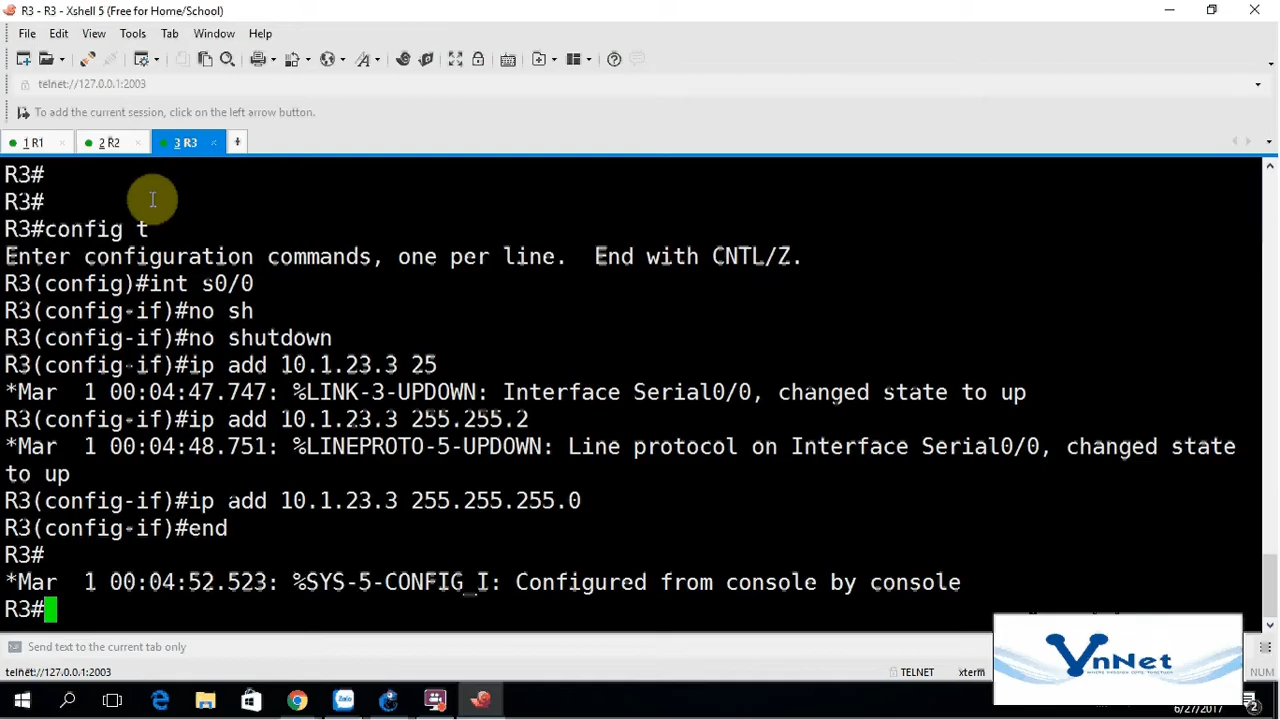 R3 - R3 - Xshell 5 (Free for Home/School)
File Edit View Tools Tab Window Help
telnet://127.0.0.1:2003
To add the current session, click on the left arrow button.
1 R1 2 R2 3 R3
R3#
R3#
R3#config t
Enter configuration commands, one per line.  End with CNTL/Z.
R3(config)#int s0/0
R3(config-if)#no sh
R3(config-if)#no shutdown
R3(config-if)#ip add 10.1.23.3 25
*Mar  1 00:04:47.747: %LINK-3-UPDOWN: Interface Serial0/0, changed state to up
R3(config-if)#ip add 10.1.23.3 255.255.2
*Mar  1 00:04:48.751: %LINEPROTO-5-UPDOWN: Line protocol on Interface Serial0/0, changed state
to up
R3(config-if)#ip add 10.1.23.3 255.255.255.0
R3(config-if)#end
R3#
*Mar  1 00:04:52.523: %SYS-5-CONFIG_I: Configured from console by console
R3#
Send text to the current tab only
VnNet
WHERE PASSION COME TOGETHER
telnet://127.0.0.1:2003 TELNET xterm NUM
Zalo
6/27/2017 2